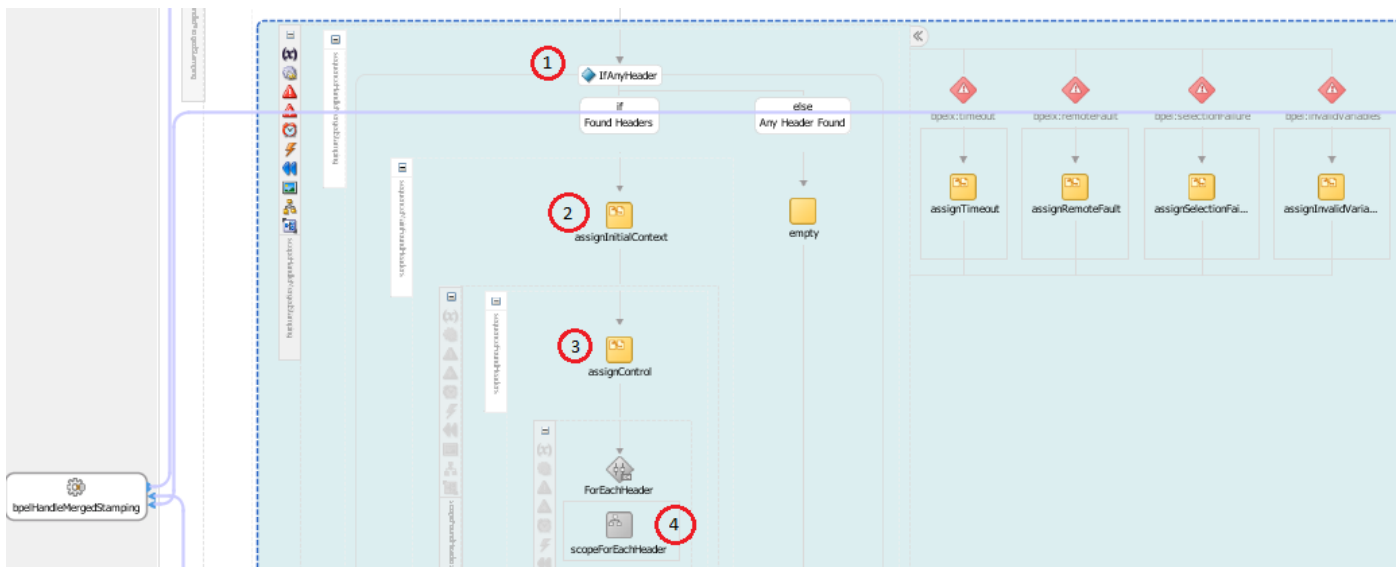 1
IfAnyHeader
if
Found Headers
else
Any Header Found
bpelx:timeout
bpelx:remoteFault
bpel:selectionFailure
bpel:invalidVariables
2
assignInitialContext
empty
assignTimeout
assignRemoteFault
assignSelectionFai...
assignInvalidVaria...
3
assignControl
ForEachHeader
4
scopeForEachHeader
bpelHandleMergedStamping
(x)
(x)
(x)